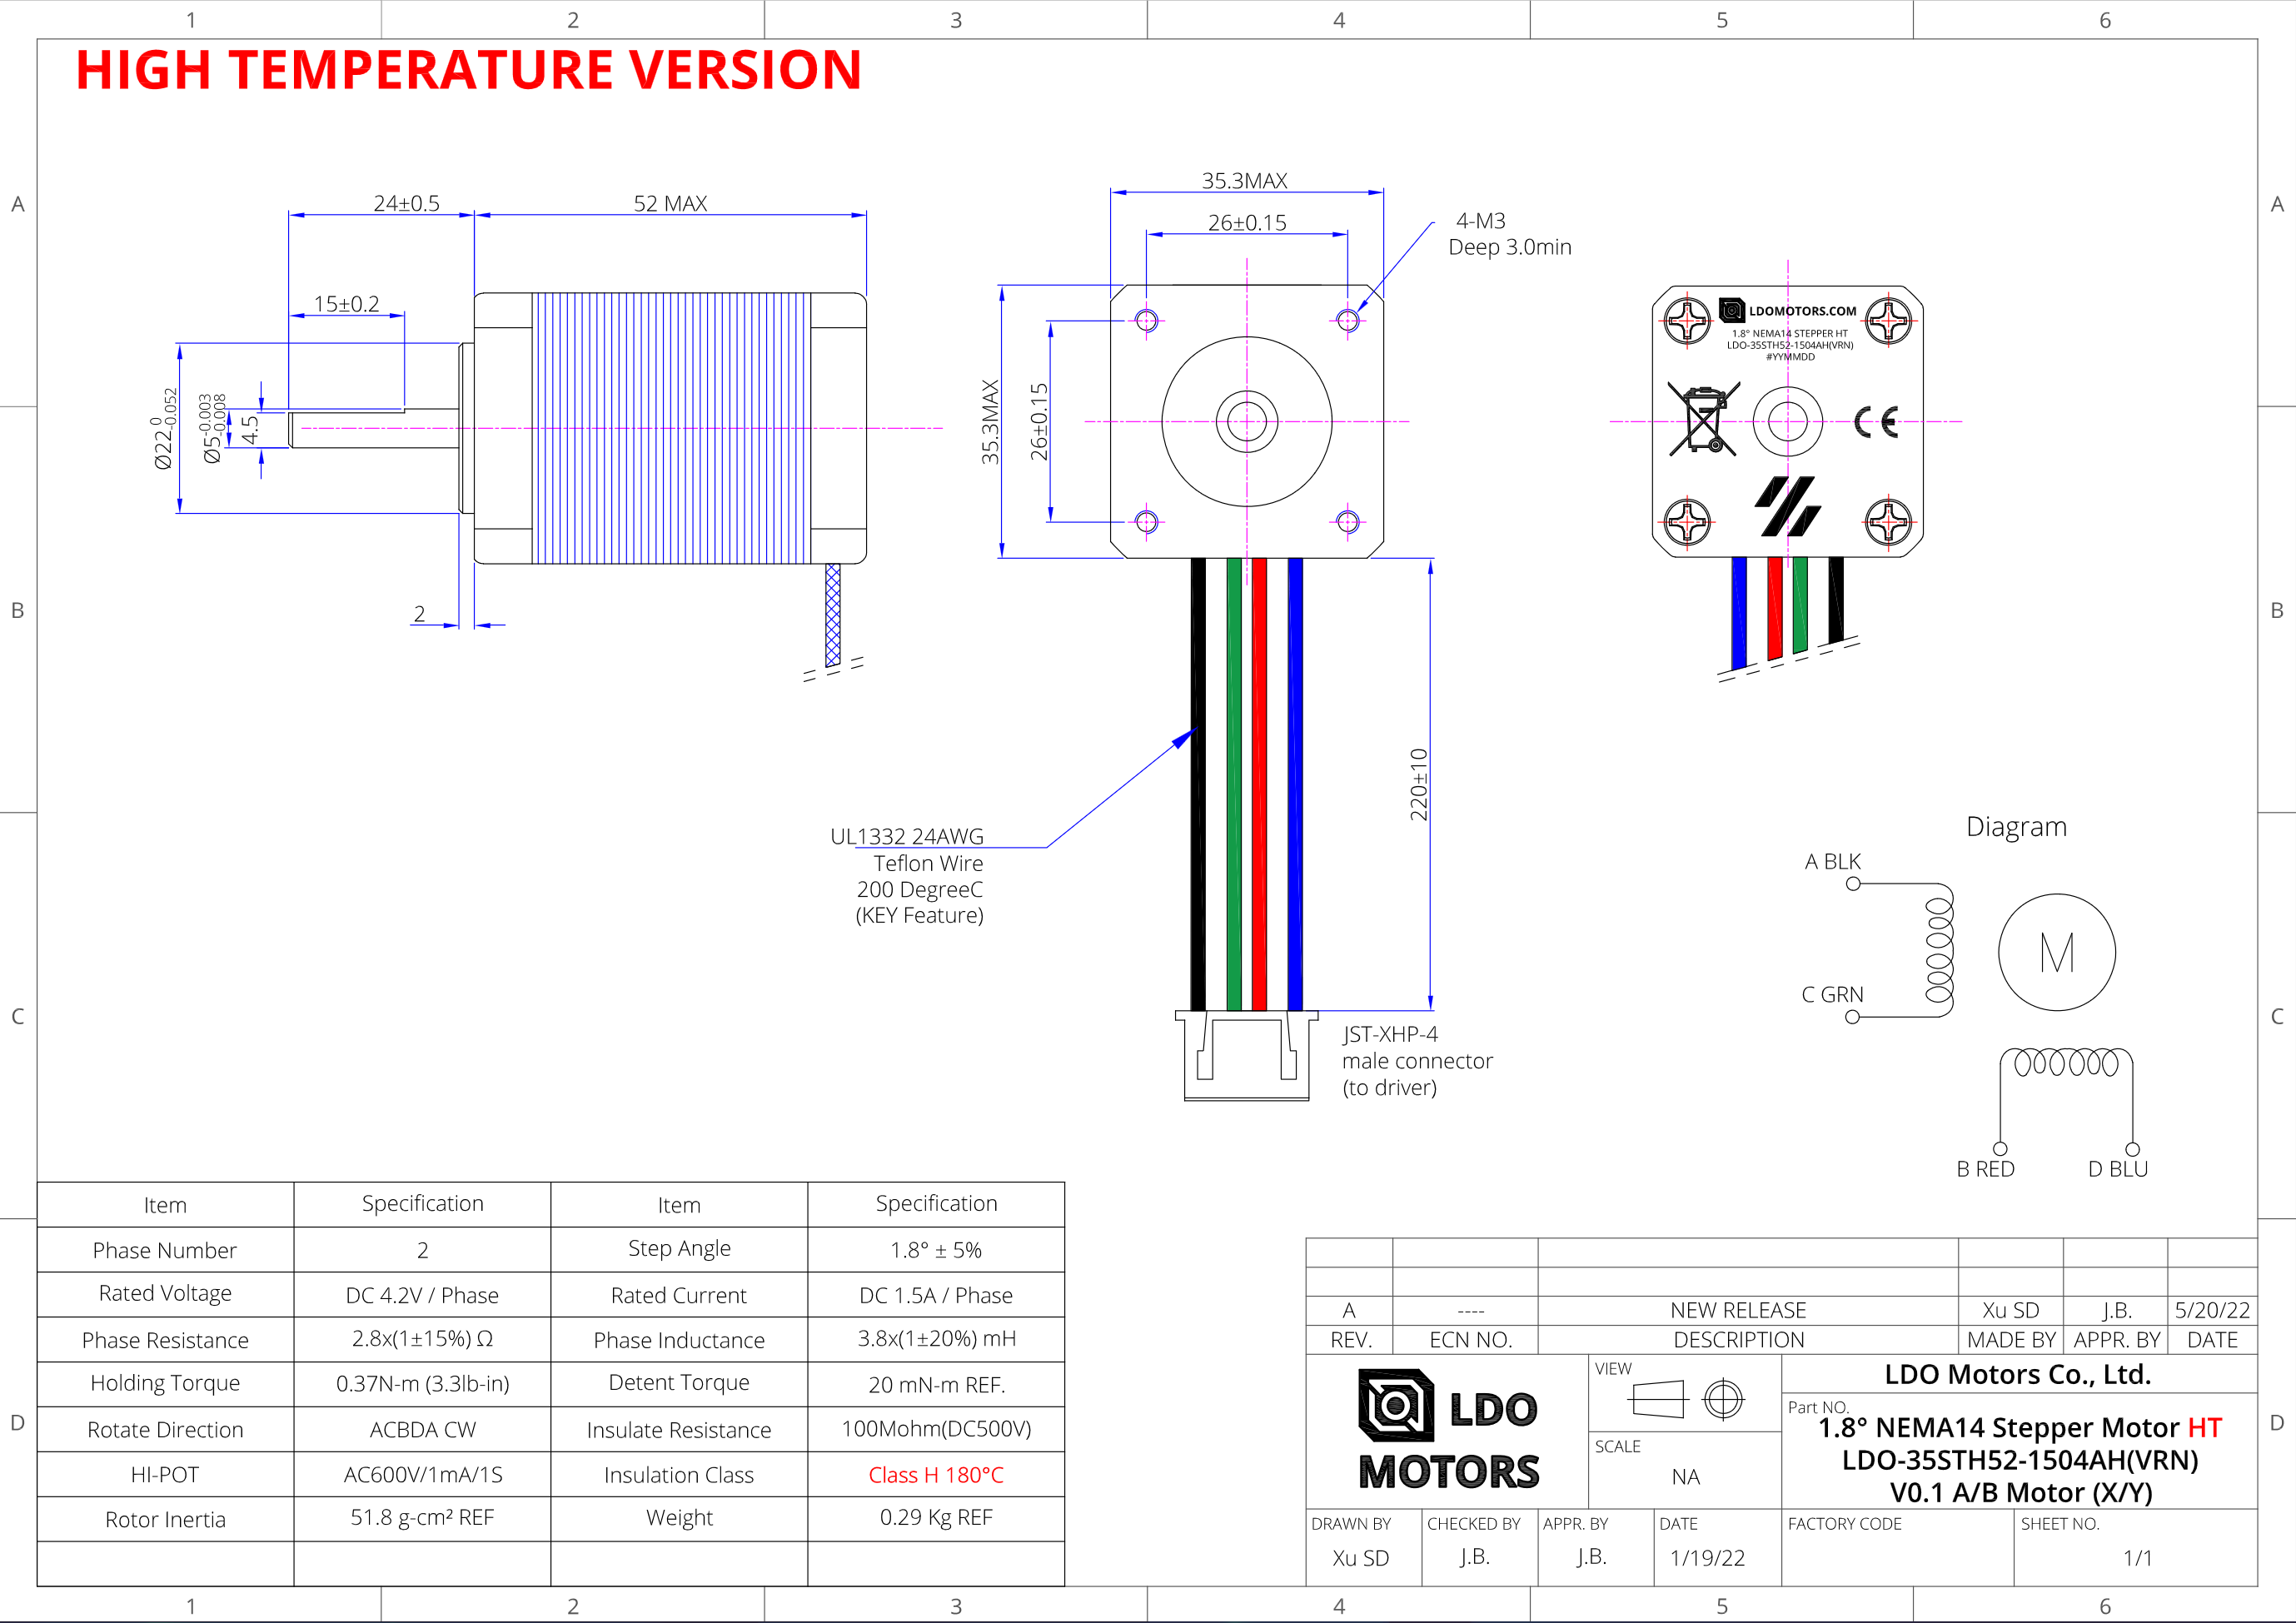 1 2 3 4 5 6
HIGH TEMPERATURE VERSION
A
A
24±0.5
52 MAX
15±0.2
Ø22 0 -0.052
Ø5 -0.003 -0.008
4.5
2
35.3MAX
26±0.15
4-M3
Deep 3.0min
35.3MAX
26±0.15
LDOMOTORS.COM
1.8° NEMA14 STEPPER HT
LDO-35STH52-1504AH(VRN)
#YYMMDD
CE
B
B
220±10
UL1332 24AWG
Teflon Wire
200 DegreeC
(KEY Feature)
JST-XHP-4
male connector
(to driver)
C
C
Diagram
A BLK
C GRN
M
B RED
D BLU
D
D
Item Specification Item Specification
Phase Number 2 Step Angle 1.8° ± 5%
Rated Voltage DC 4.2V / Phase Rated Current DC 1.5A / Phase
Phase Resistance 2.8x(1±15%) Ω Phase Inductance 3.8x(1±20%) mH
Holding Torque 0.37N-m (3.3lb-in) Detent Torque 20 mN-m REF.
Rotate Direction ACBDA CW Insulate Resistance 100Mohm(DC500V)
HI-POT AC600V/1mA/1S Insulation Class Class H 180°C
Rotor Inertia 51.8 g-cm² REF Weight 0.29 Kg REF
A ---- NEW RELEASE Xu SD J.B. 5/20/22
REV. ECN NO. DESCRIPTION MADE BY APPR. BY DATE
LDO
MOTORS
VIEW
SCALE
NA
LDO Motors Co., Ltd.
Part NO.
1.8° NEMA14 Stepper Motor HT
LDO-35STH52-1504AH(VRN)
V0.1 A/B Motor (X/Y)
DRAWN BY CHECKED BY APPR. BY DATE FACTORY CODE SHEET NO.
Xu SD J.B. J.B. 1/19/22 1/1
1 2 3 4 5 6